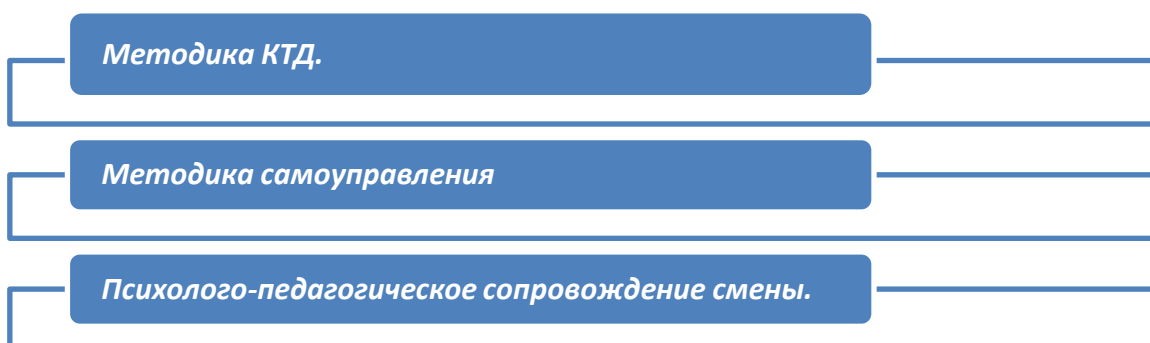 Методика КТД.
Методика самоуправления
Психолого-педагогическое сопровождение смены.